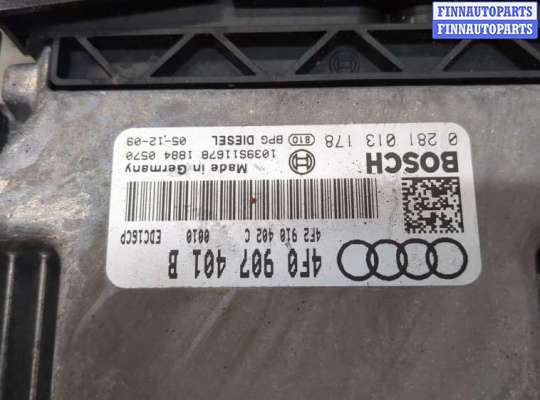 FINNAUTOPARTS
FINNAUTOPARTS
4F0 907 401 B
4F2 910 402 C 0010 EDC16CP
BOSCH
Made in Germany
1039S11678 1884 0570
0 281 013 178 810 BPG DIESEL 05-12-09